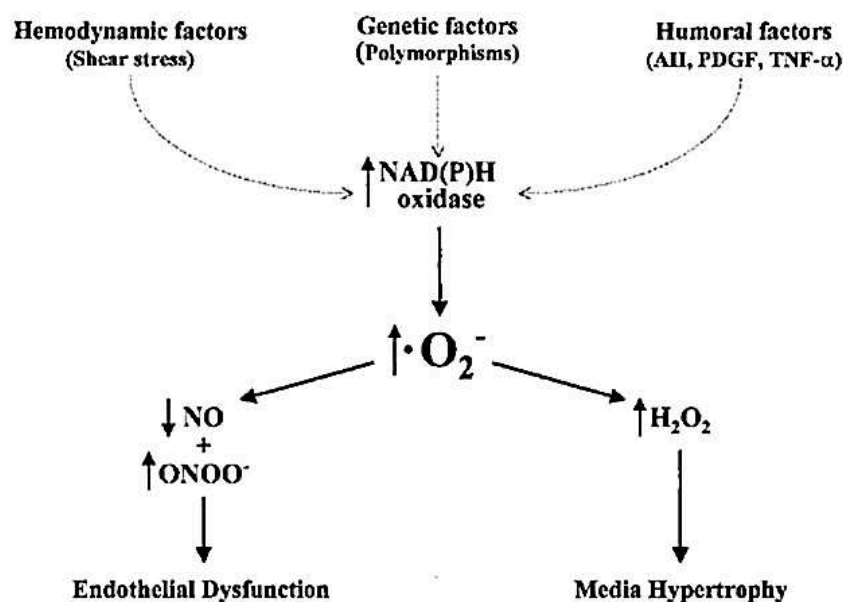 Hemodynamic factors
(Shear stress)
Genetic factors
(Polymorphisms)
Humoral factors
(AII, PDGF, TNF-α)
↑NAD(P)H
oxidase
↑·O₂⁻
↓NO
+
↑ONOO⁻
↑H₂O₂
Endothelial Dysfunction
Media Hypertrophy